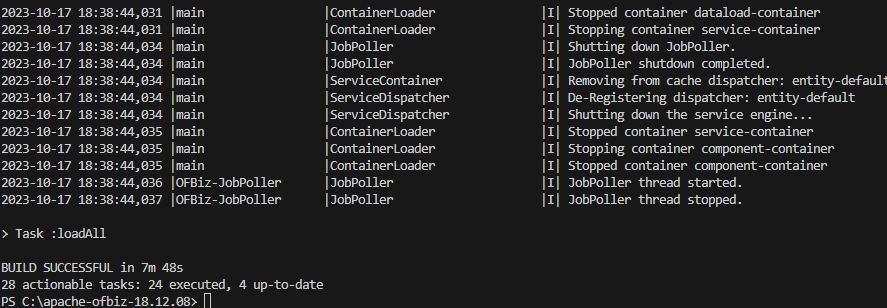 2023-10-17 18:38:44,031 |main |ContainerLoader |I| Stopped container dataload-container
2023-10-17 18:38:44,031 |main |ContainerLoader |I| Stopping container service-container
2023-10-17 18:38:44,034 |main |JobPoller |I| Shutting down JobPoller.
2023-10-17 18:38:44,034 |main |JobPoller |I| JobPoller shutdown completed.
2023-10-17 18:38:44,034 |main |ServiceContainer |I| Removing from cache dispatcher: entity-default
2023-10-17 18:38:44,034 |main |ServiceDispatcher |I| De-Registering dispatcher: entity-default
2023-10-17 18:38:44,034 |main |ServiceDispatcher |I| Shutting down the service engine...
2023-10-17 18:38:44,035 |main |ContainerLoader |I| Stopped container service-container
2023-10-17 18:38:44,035 |main |ContainerLoader |I| Stopping container component-container
2023-10-17 18:38:44,035 |main |ContainerLoader |I| Stopped container component-container
2023-10-17 18:38:44,036 |OFBiz-JobPoller |JobPoller |I| JobPoller thread started.
2023-10-17 18:38:44,037 |OFBiz-JobPoller |JobPoller |I| JobPoller thread stopped.
> Task :loadAll
BUILD SUCCESSFUL in 7m 48s
28 actionable tasks: 24 executed, 4 up-to-date
PS C:\apache-ofbiz-18.12.08>